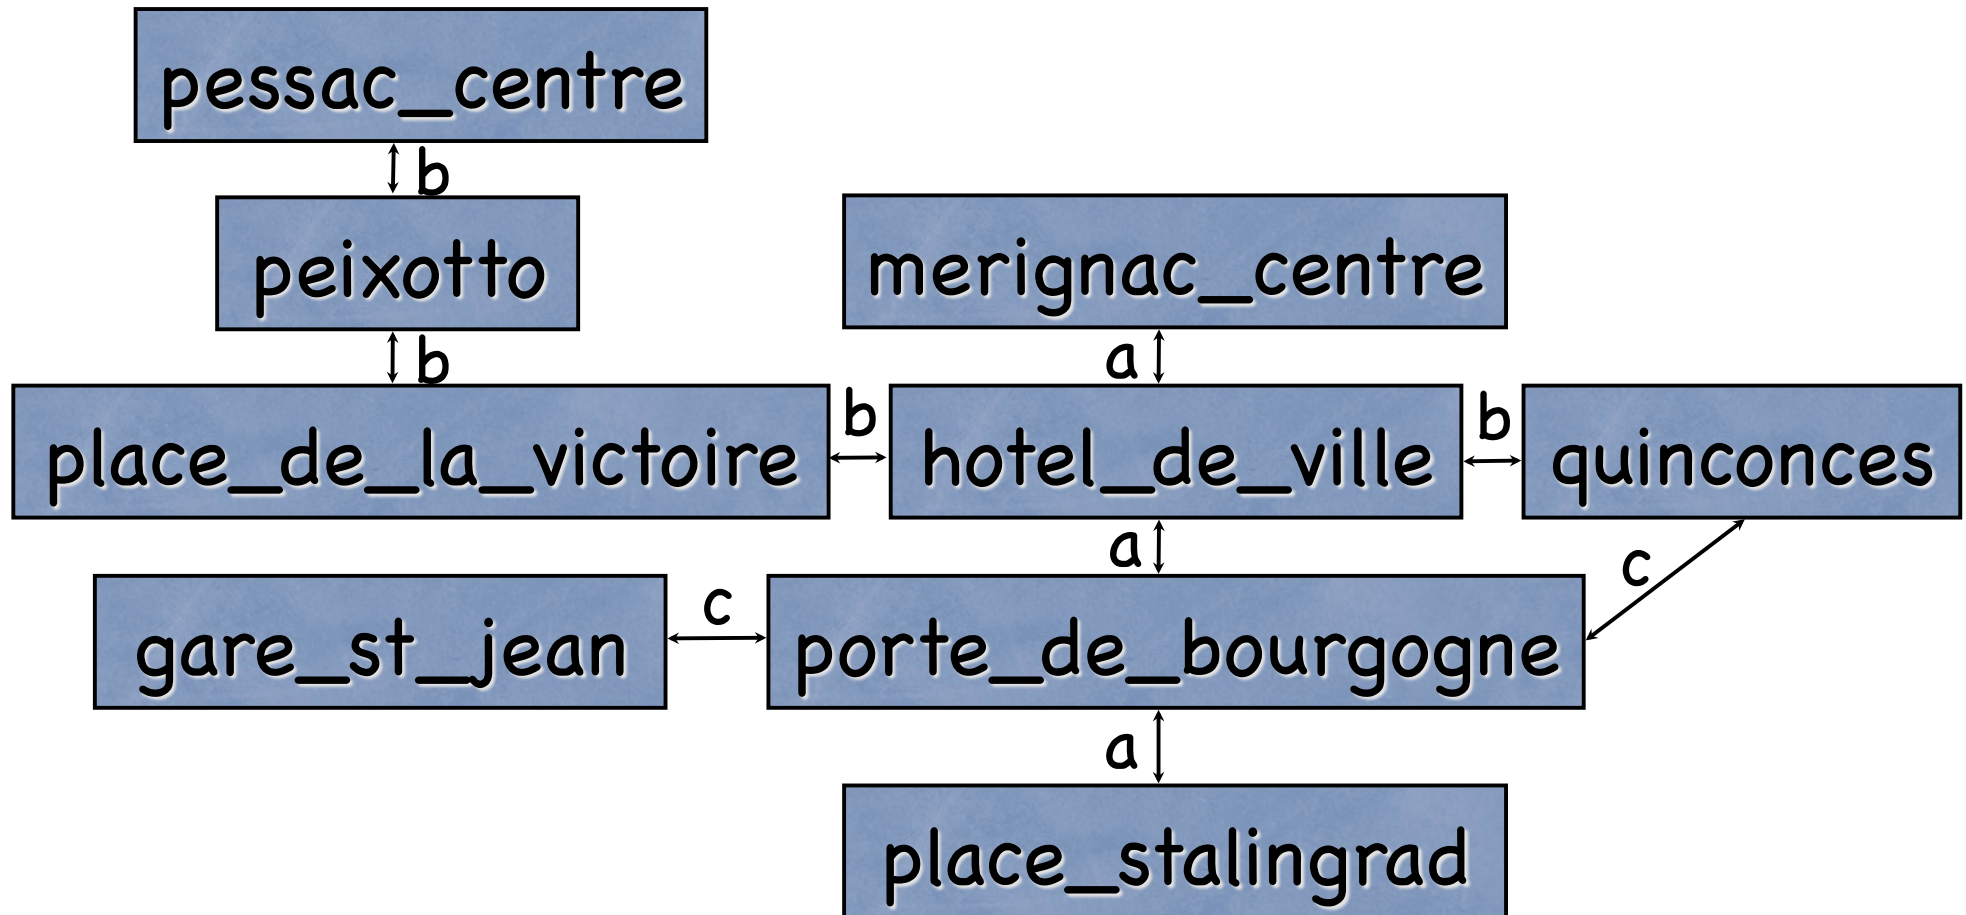 pessac_centre
b
peixotto
merignac_centre
b
a
place_de_la_victoire
b
hotel_de_ville
b
quinconces
a
c
gare_st_jean
c
porte_de_bourgogne
a
place_stalingrad